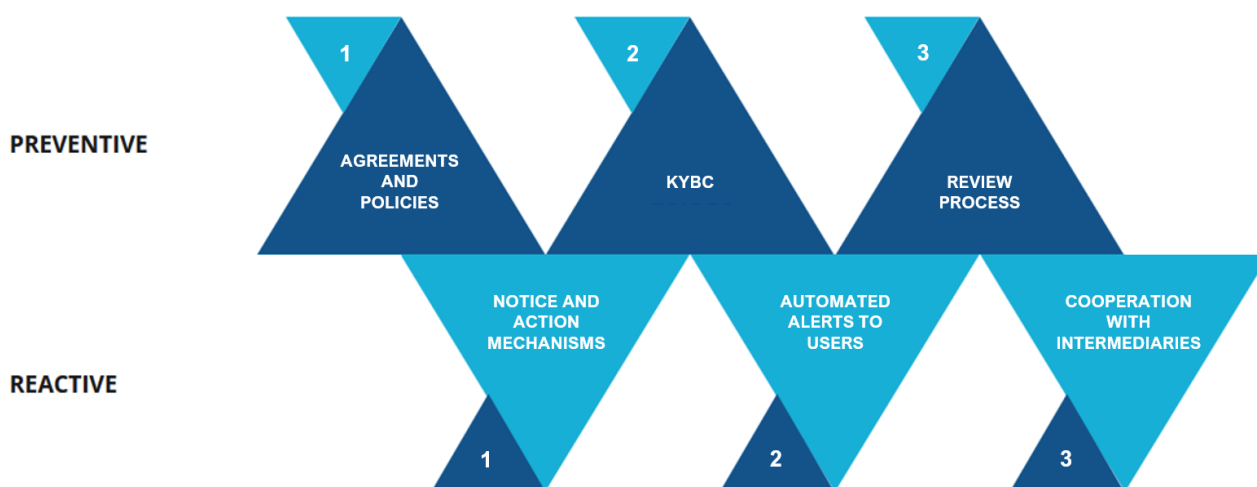 1
2
3
PREVENTIVE
AGREEMENTS
AND
POLICIES
KYBC
REVIEW
PROCESS
NOTICE AND
ACTION
MECHANISMS
AUTOMATED
ALERTS TO
USERS
COOPERATION
WITH
INTERMEDIARIES
REACTIVE
1
2
3